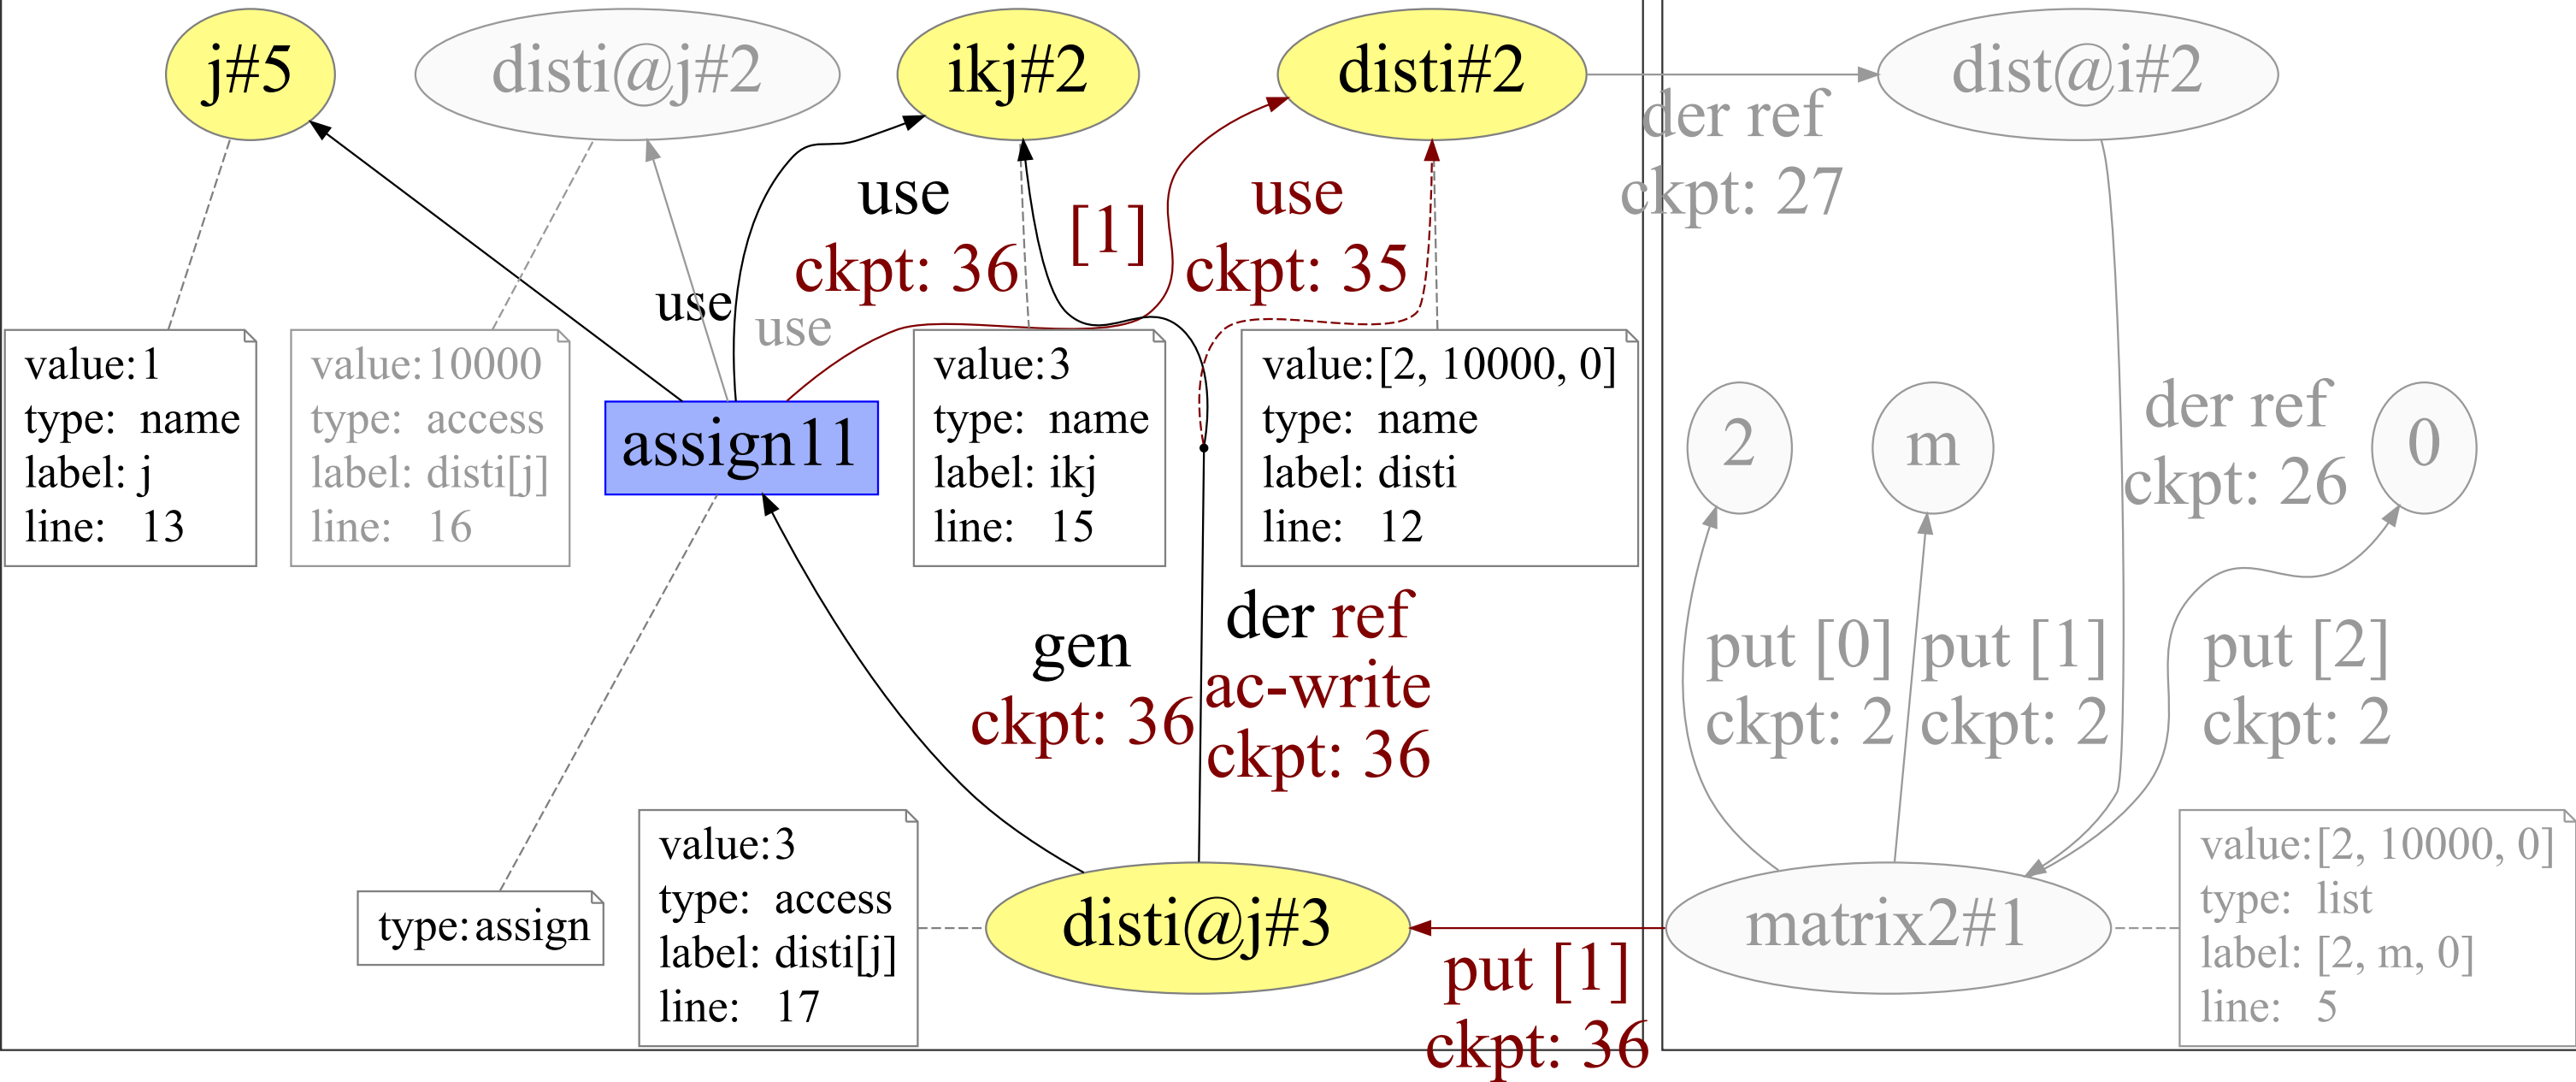 j#5
disti@j#2
ikj#2
disti#2
dist@i#2
der ref
ckpt: 27
use
ckpt: 36
[1]
use
ckpt: 35
use
use
value: 1
type: name
label: j
line: 13
value: 10000
type: access
label: disti[j]
line: 16
assign11
value: 3
type: name
label: ikj
line: 15
value: [2, 10000, 0]
type: name
label: disti
line: 12
2
m
der ref
ckpt: 26
0
gen
ckpt: 36
der ref
ac-write
ckpt: 36
put [0]
ckpt: 2
put [1]
ckpt: 2
put [2]
ckpt: 2
type: assign
value: 3
type: access
label: disti[j]
line: 17
disti@j#3
put [1]
ckpt: 36
matrix2#1
value: [2, 10000, 0]
type: list
label: [2, m, 0]
line: 5